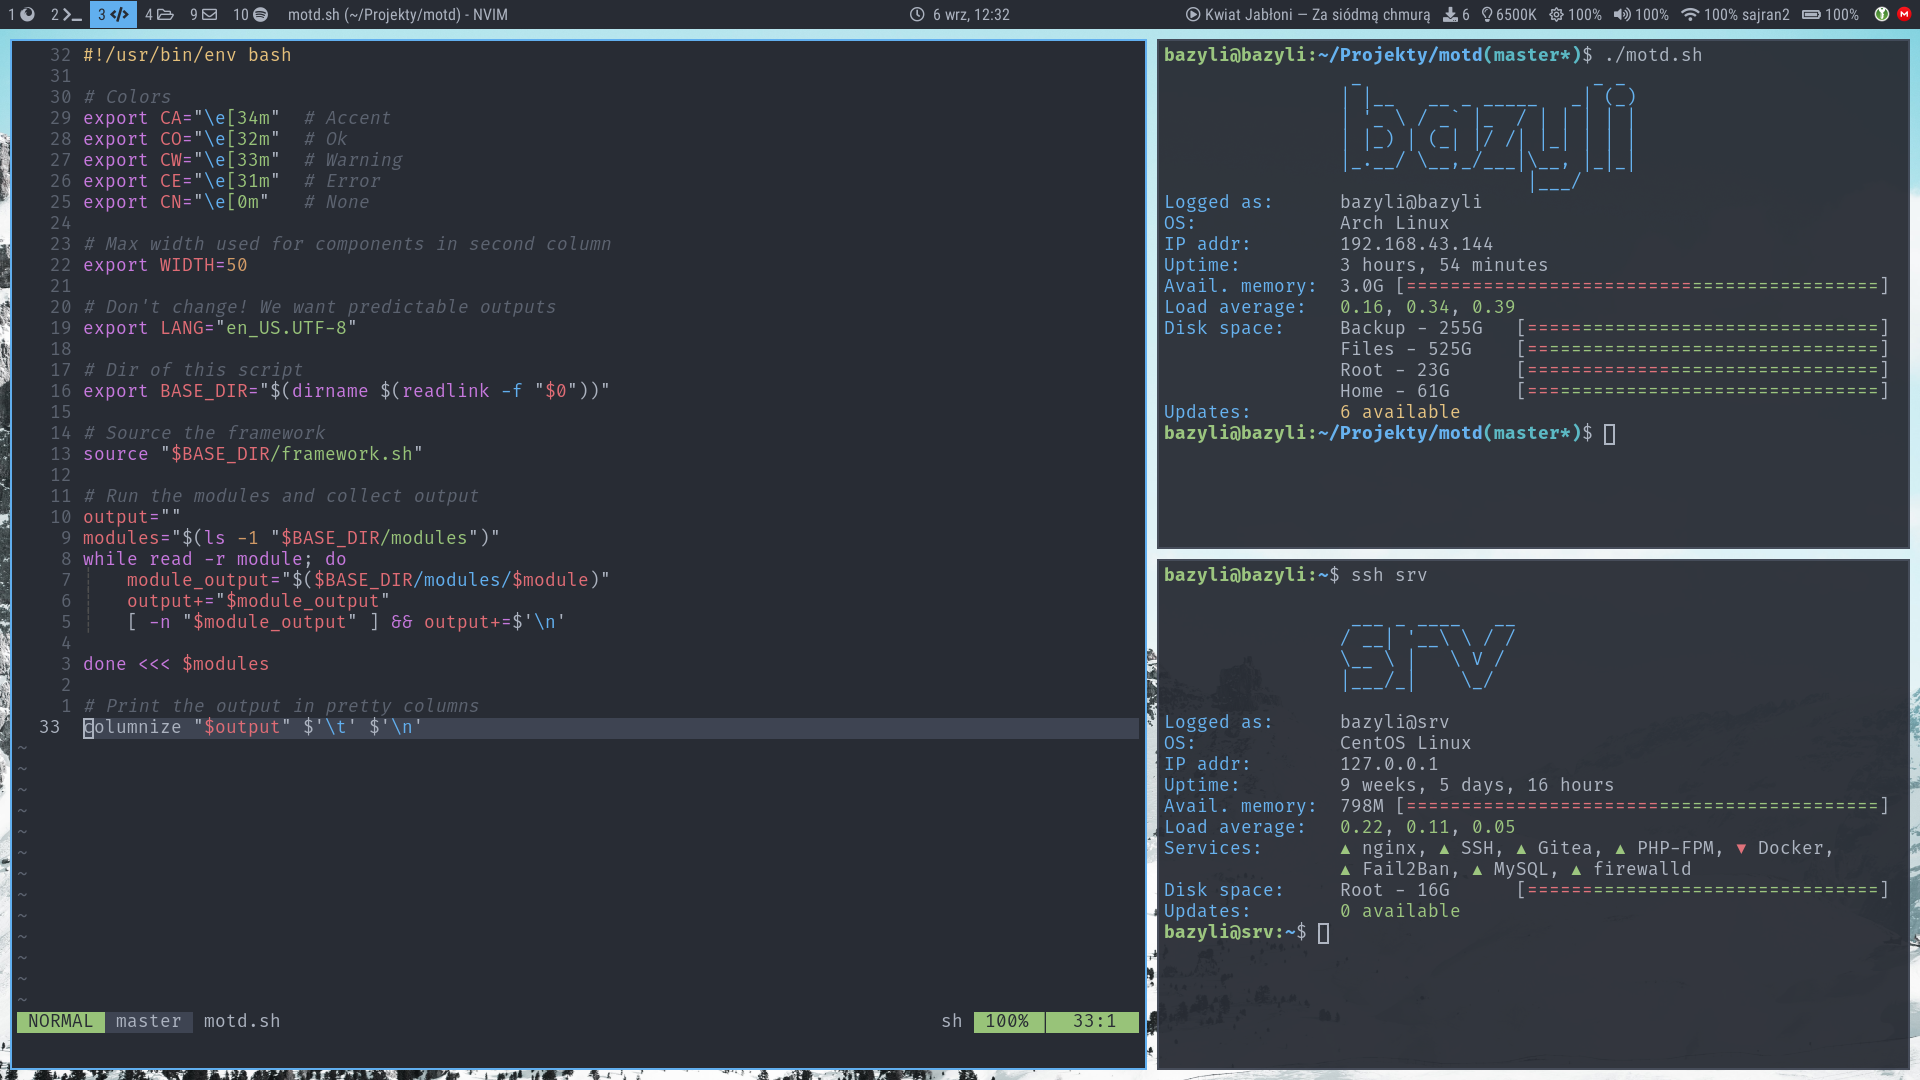 1 2 3 4 9 10 motd.sh (~/Projekty/motd) - NVIM 6 wrz, 12:32 Kwiat Jabłoni — Za siódmą chmurą 6 6500K 100% 100% 100% sajran2 100%
32 #!/usr/bin/env bash
31
30 # Colors
29 export CA="\e[34m"  # Accent
28 export CO="\e[32m"  # Ok
27 export CW="\e[33m"  # Warning
26 export CE="\e[31m"  # Error
25 export CN="\e[0m"   # None
24
23 # Max width used for components in second column
22 export WIDTH=50
21
20 # Don't change! We want predictable outputs
19 export LANG="en_US.UTF-8"
18
17 # Dir of this script
16 export BASE_DIR="$(dirname $(readlink -f "$0"))"
15
14 # Source the framework
13 source "$BASE_DIR/framework.sh"
12
11 # Run the modules and collect output
10 output=""
9 modules="$(ls -1 "$BASE_DIR/modules")"
8 while read -r module; do
7     module_output="$($BASE_DIR/modules/$module)"
6     output+="$module_output"
5     [ -n "$module_output" ] && output+=$'\n'
4
3 done <<< $modules
2
1 # Print the output in pretty columns
33 columnize "$output" $'\t' $'\n'
~
~
~
~
~
~
~
~
~
~
~
~
~
NORMAL master motd.sh sh 100% 33:1
bazyli@bazyli:~/Projekty/motd(master*)$ ./motd.sh
bazyli
Logged as: bazyli@bazyli
OS: Arch Linux
IP addr: 192.168.43.144
Uptime: 3 hours, 54 minutes
Avail. memory: 3.0G [===========================================]
Load average: 0.16, 0.34, 0.39
Disk space: Backup - 255G [================================]
Files - 525G [================================]
Root - 23G [================================]
Home - 61G [================================]
Updates: 6 available
bazyli@bazyli:~/Projekty/motd(master*)$
bazyli@bazyli:~$ ssh srv
srv
Logged as: bazyli@srv
OS: CentOS Linux
IP addr: 127.0.0.1
Uptime: 9 weeks, 5 days, 16 hours
Avail. memory: 798M [===========================================]
Load average: 0.22, 0.11, 0.05
Services: ▲ nginx, ▲ SSH, ▲ Gitea, ▲ PHP-FPM, ▼ Docker,
▲ Fail2Ban, ▲ MySQL, ▲ firewalld
Disk space: Root - 16G [================================]
Updates: 0 available
bazyli@srv:~$